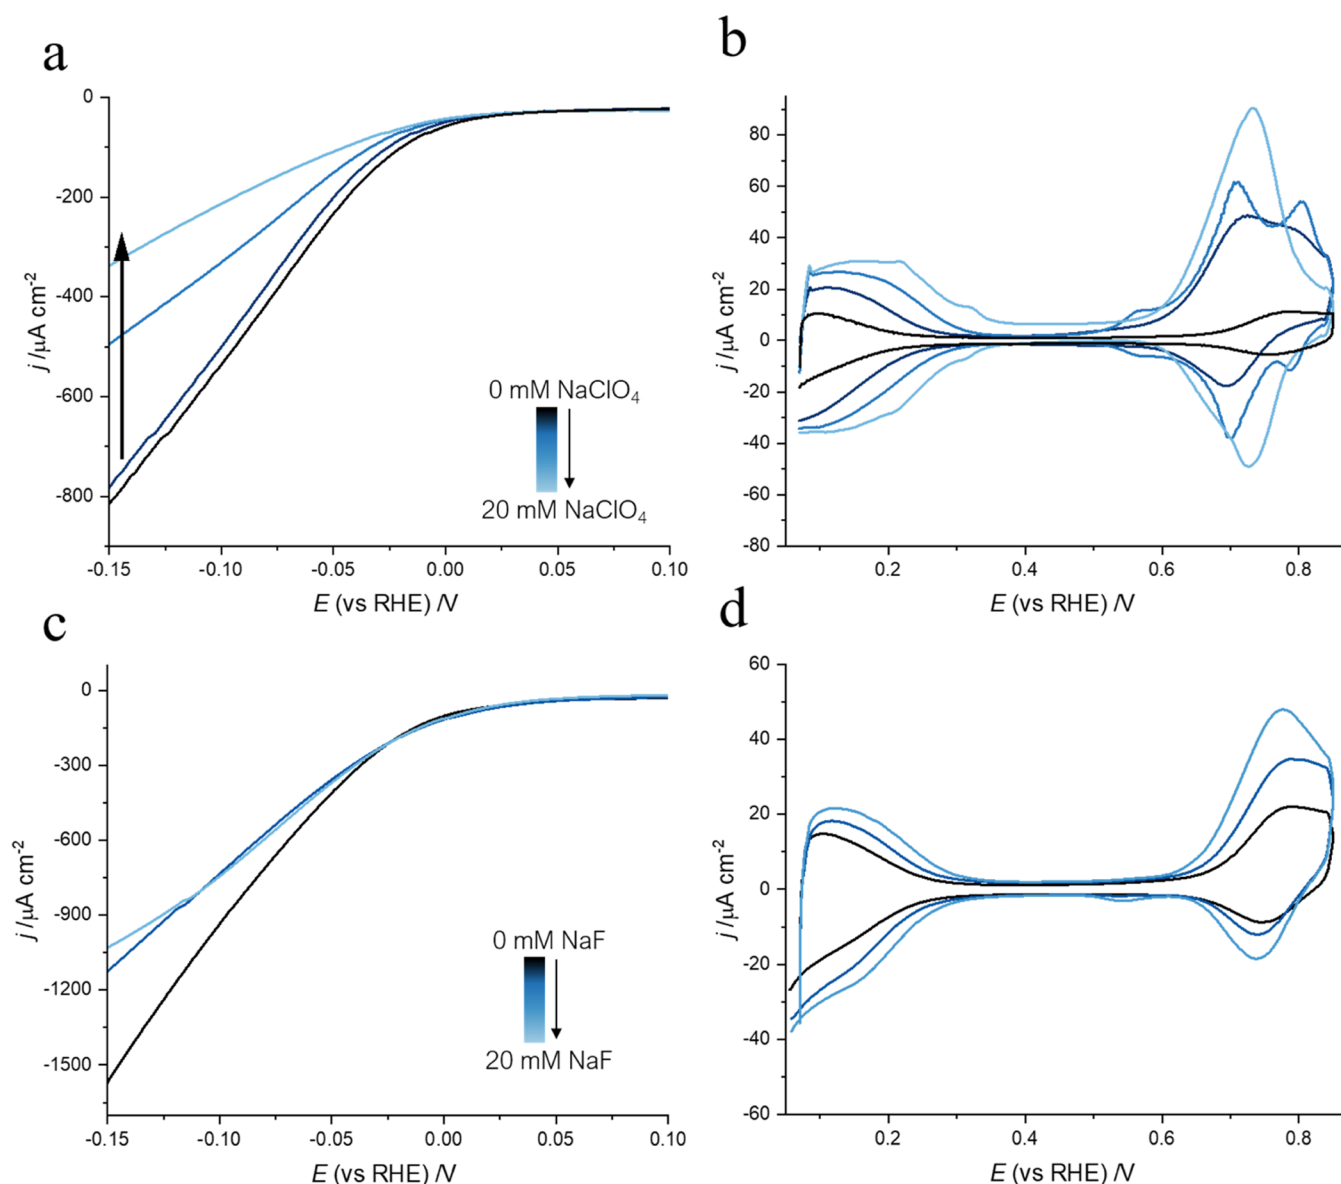 a
0
-200
-400
-600
-800
j /μA cm⁻²
0 mM NaClO₄
20 mM NaClO₄
-0.15 -0.10 -0.05 0.00 0.05 0.10
E (vs RHE) /V
b
80
60
40
20
0
-20
-40
-60
-80
j /μA cm⁻²
0.2 0.4 0.6 0.8
E (vs RHE) /V
c
0
-300
-600
-900
-1200
-1500
j /μA cm⁻²
0 mM NaF
20 mM NaF
-0.15 -0.10 -0.05 0.00 0.05 0.10
E (vs RHE) /V
d
60
40
20
0
-20
-40
-60
j /μA cm⁻²
0.2 0.4 0.6 0.8
E (vs RHE) /V